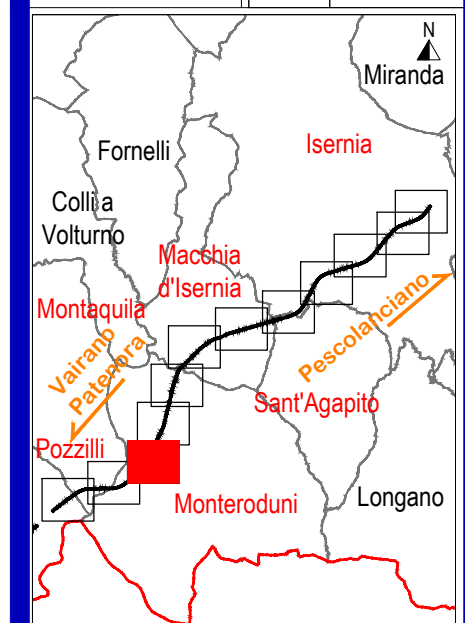 N
Miranda
Isernia
Fornelli
Colli a
Volturno
Macchia
d'Isernia
Montaquila
Vairano
Patenora
Pescolanciano
Sant'Agapito
Pozzilli
Monteroduni
Longano